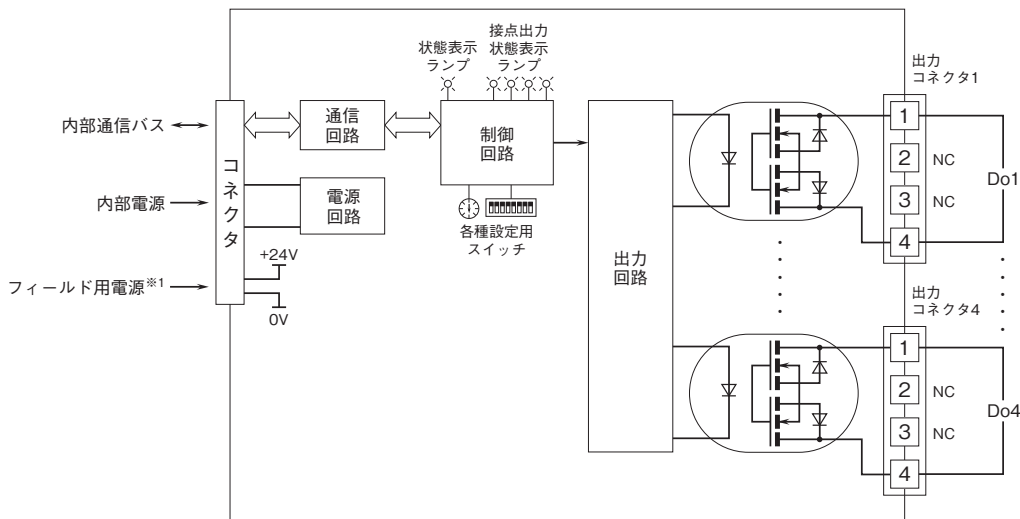 状態表示
ランプ
接点出力
状態表示
ランプ
出力
コネクタ1
内部通信バス
コネクタ
通信
回路
制御
回路
1
2
NC
3
NC
4
Do1
内部電源
電源
回路
各種設定用
スイッチ
出力
回路
フィールド用電源※1
+24V
0V
出力
コネクタ4
1
2
NC
3
NC
4
Do4